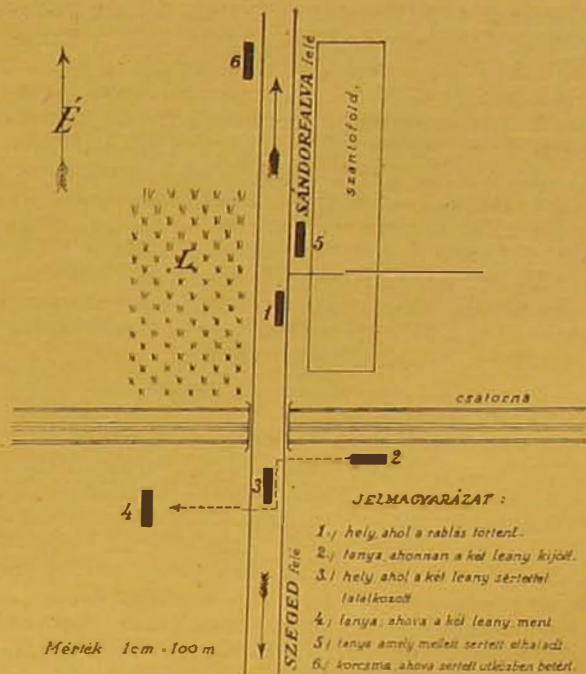 6
É
SÁNDORFALVA felé
szántóföld.
L
5
1
csatorna
2
3
4
JELMAGYARÁZAT :
1./ hely, ahol a rablás történt.
2./ tanya, ahonnan a két leány kijött.
3./ hely, ahol a két leány sértettel
találkozott
4./ tanya, ahova a két leány ment
5./ tanya amely mellett sértett elhaladt.
6./ korcsma, ahova sértett útközben betért.
SZEGED felé
Mérték 1cm = 100 m